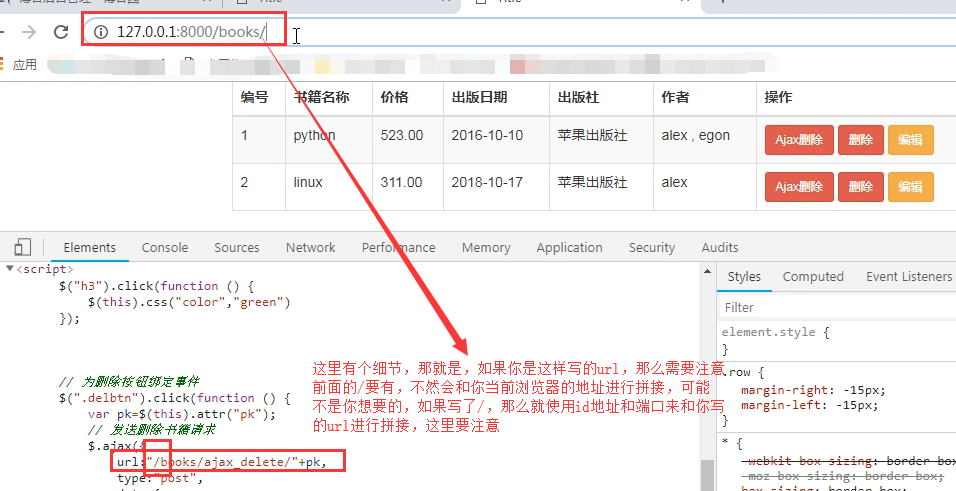 127.0.0.1:8000/books/
应用
编号 书籍名称 价格 出版日期 出版社 作者 操作
1 python 523.00 2016-10-10 苹果出版社 alex , egon Ajax删除 删除 编辑
2 linux 311.00 2018-10-17 苹果出版社 alex Ajax删除 删除 编辑
Elements Console Sources Network Performance Memory Application Security Audits
<script>
$("h3").click(function () {
$(this).css("color","green")
});
// 为删除按钮绑定事件
$(".delbtn").click(function () {
var pk=$(this).attr("pk");
// 发送删除书籍请求
$.ajax({
url:"/books/ajax_delete/"+pk,
type:"post",
这里有个细节，那就是，如果你是这样写的url，那么需要注意
前面的/要有，不然会和你当前浏览器的地址进行拼接，可能
不是你想要的，如果写了/，那么就使用id地址和端口来和你写
的url进行拼接，这里要注意
Styles Computed Event Listeners
Filter
element.style {
}
.row {
margin-right: -15px;
margin-left: -15px;
}
* {
-webkit-box-sizing: border-box
-moz-box-sizing: border-box;
box-sizing: border-box;